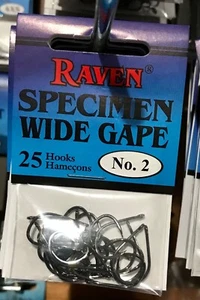 RAVEN®
SPECIMEN
WIDE GAPE
25 Hooks
Hameçons
No. 2